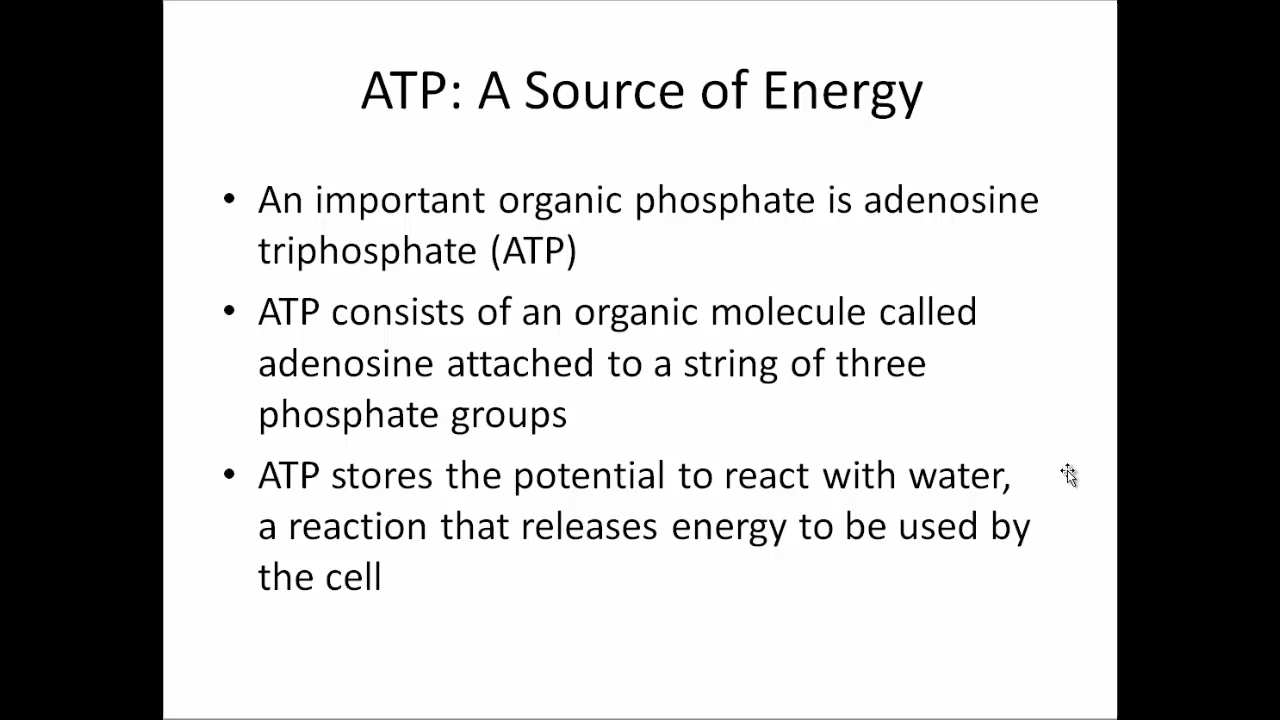 ATP: A Source of Energy
• An important organic phosphate is adenosine
triphosphate (ATP)
• ATP consists of an organic molecule called
adenosine attached to a string of three
phosphate groups
• ATP stores the potential to react with water,
a reaction that releases energy to be used by
the cell